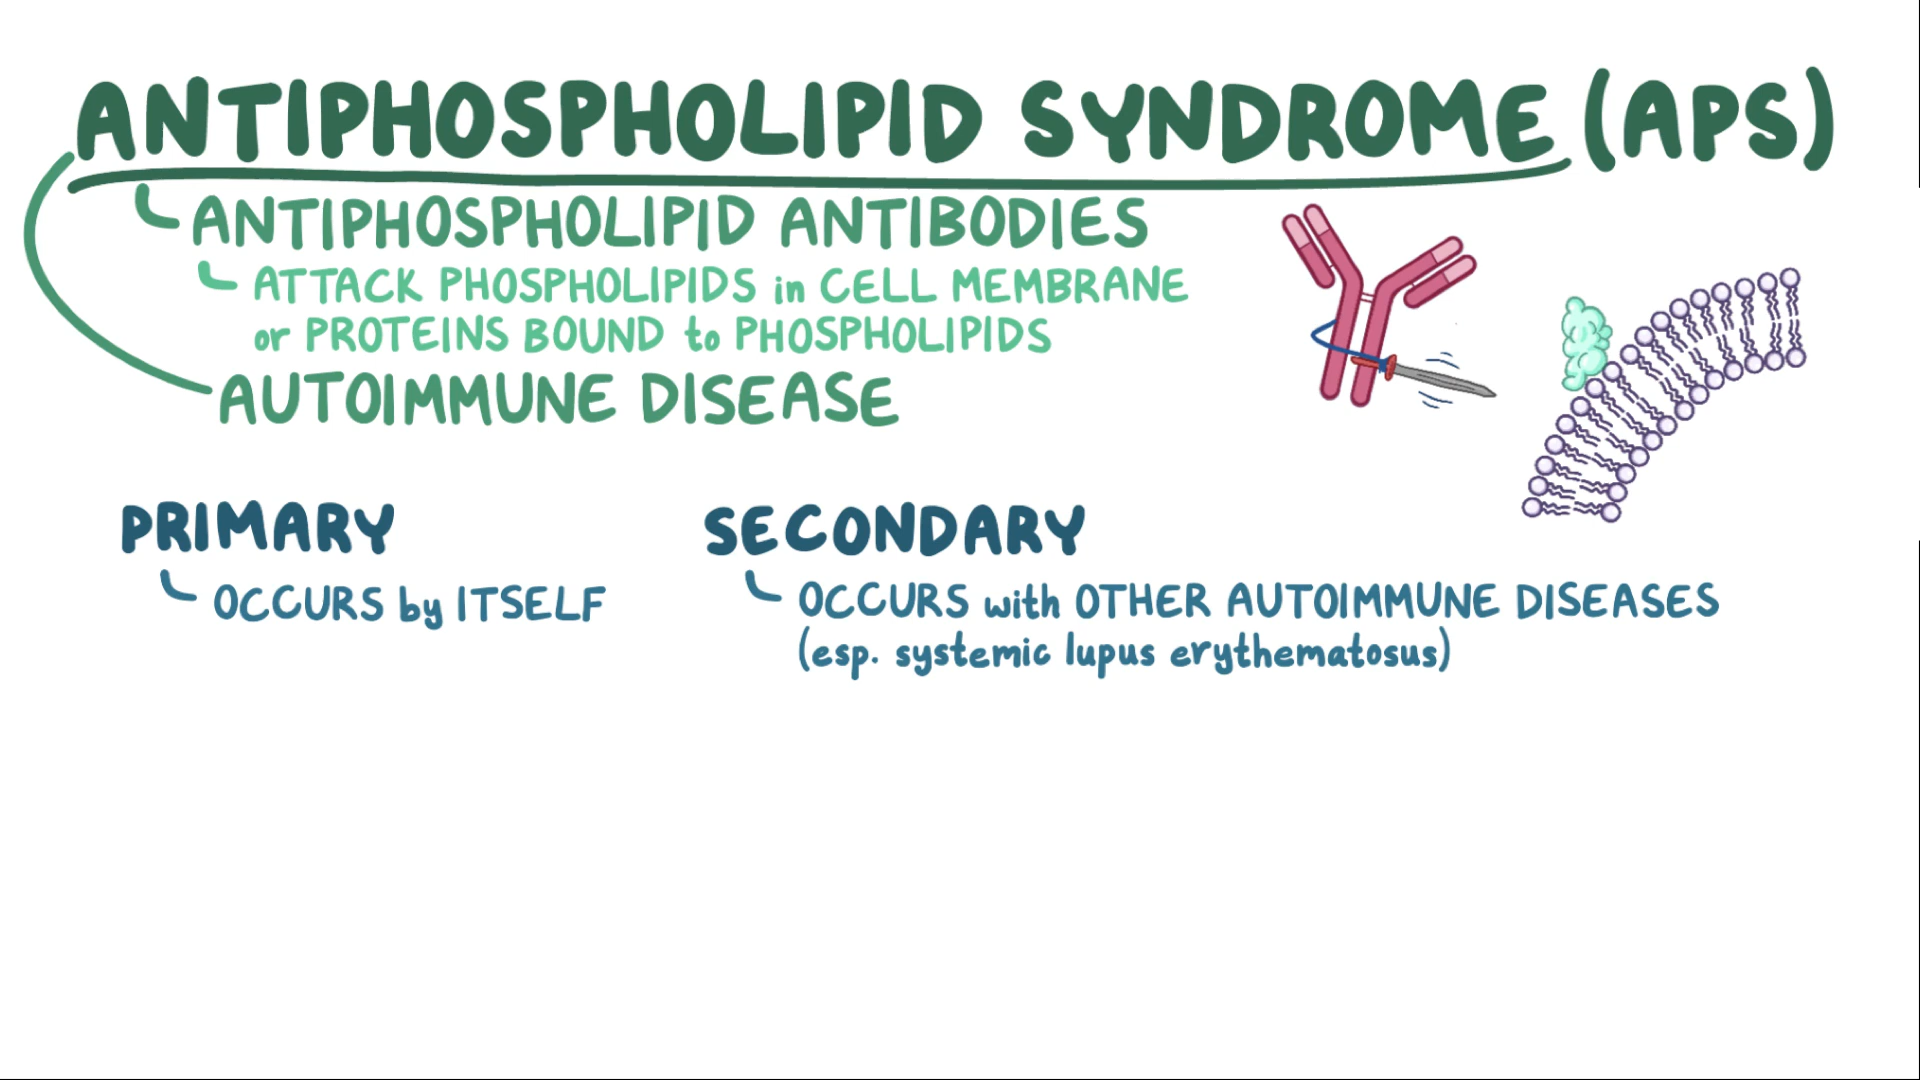 ANTIPHOSPHOLIPID SYNDROME (APS)
ANTIPHOSPHOLIPID ANTIBODIES
ATTACK PHOSPHOLIPIDS in CELL MEMBRANE
or PROTEINS BOUND to PHOSPHOLIPIDS
AUTOIMMUNE DISEASE
PRIMARY
OCCURS by ITSELF
SECONDARY
OCCURS with OTHER AUTOIMMUNE DISEASES
(esp. systemic lupus erythematosus)